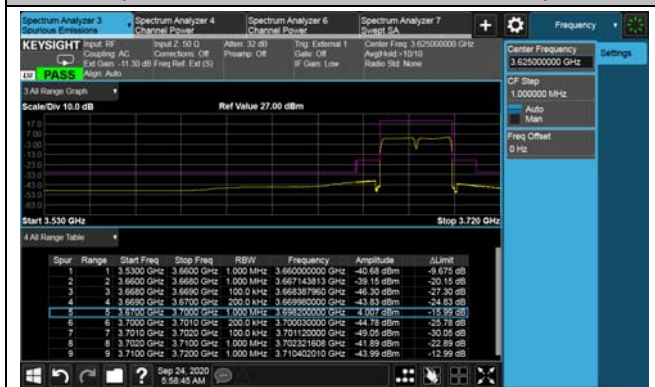 Spectrum Analyzer 3
Spurious Emissions
Spectrum Analyzer 4
Channel Power
Spectrum Analyzer 6
Channel Power
Spectrum Analyzer 7
Swept SA
+
Frequency
KEYSIGHT Input: RF
Coupling: AC
Ext Gain: -11.30 dB
Align: Auto
Input Z: 50 Ω
Corrections: Off
Freq Ref: Ext (S)
Atten: 32 dB
Preamp: Off
Trig: External 1
Gate: Off
IF Gain: Low
Center Freq: 3.625000000 GHz
Avg|Hold:>10/10
Radio Std: None
LXI PASS
Center Frequency
3.625000000 GHz
Settings
CF Step
1.000000 MHz
Auto
Man
Freq Offset
0 Hz
3 All Range Graph
Scale/Div 10.0 dB
Ref Value 27.00 dBm
17.0
7.00
-3.00
-13.0
-23.0
-33.0
-43.0
-53.0
-63.0
Start 3.530 GHz
Stop 3.720 GHz
4 All Range Table
Spur Range Start Freq Stop Freq RBW Frequency Amplitude ΔLimit
1 1 3.5300 GHz 3.6600 GHz 1.000 MHz 3.660000000 GHz -40.68 dBm -9.675 dB
2 2 3.6600 GHz 3.6680 GHz 1.000 MHz 3.667143813 GHz -39.15 dBm -20.15 dB
3 3 3.6680 GHz 3.6690 GHz 100.0 kHz 3.668387960 GHz -46.30 dBm -27.30 dB
4 4 3.6690 GHz 3.6700 GHz 200.0 kHz 3.669980000 GHz -43.83 dBm -24.83 dB
5 5 3.6700 GHz 3.7000 GHz 1.000 MHz 3.698200000 GHz 4.007 dBm -15.99 dB
6 6 3.7000 GHz 3.7010 GHz 200.0 kHz 3.700030000 GHz -44.78 dBm -25.78 dB
7 7 3.7010 GHz 3.7020 GHz 100.0 kHz 3.701120000 GHz -49.05 dBm -30.05 dB
8 8 3.7020 GHz 3.7100 GHz 1.000 MHz 3.702321608 GHz -41.89 dBm -22.89 dB
9 9 3.7100 GHz 3.7200 GHz 1.000 MHz 3.710402010 GHz -43.99 dBm -12.99 dB
?
Sep 24, 2020
5:58:45 AM